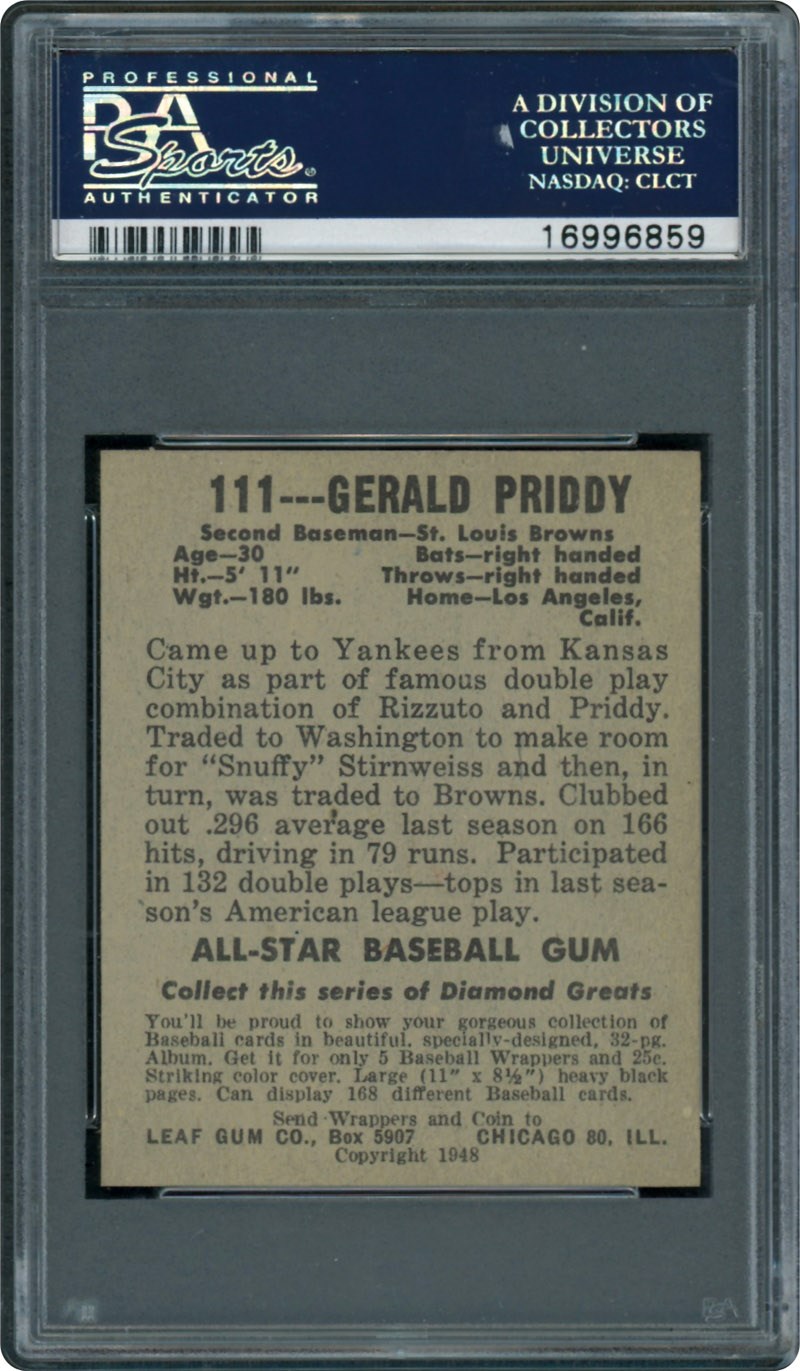 PROFESSIONAL
PSA
Sports®
AUTHENTICATOR
A DIVISION OF
COLLECTORS
UNIVERSE
NASDAQ: CLCT
16996859
111---GERALD PRIDDY
Second Baseman—St. Louis Browns
Age—30 Bats—right handed
Ht.—5' 11" Throws—right handed
Wgt.—180 lbs. Home—Los Angeles,
Calif.
Came up to Yankees from Kansas
City as part of famous double play
combination of Rizzuto and Priddy.
Traded to Washington to make room
for "Snuffy" Stirnweiss and then, in
turn, was traded to Browns. Clubbed
out .296 average last season on 166
hits, driving in 79 runs. Participated
in 132 double plays—tops in last sea-
son's American league play.
ALL-STAR BASEBALL GUM
Collect this series of Diamond Greats
You'll be proud to show your gorgeous collection of
Baseball cards in beautiful, specially-designed, 32-pg.
Album. Get it for only 5 Baseball Wrappers and 25c.
Striking color cover. Large (11" x 8½") heavy black
pages. Can display 168 different Baseball cards.
Send Wrappers and Coin to
LEAF GUM CO., Box 5907 CHICAGO 80, ILL.
Copyright 1948
PSA